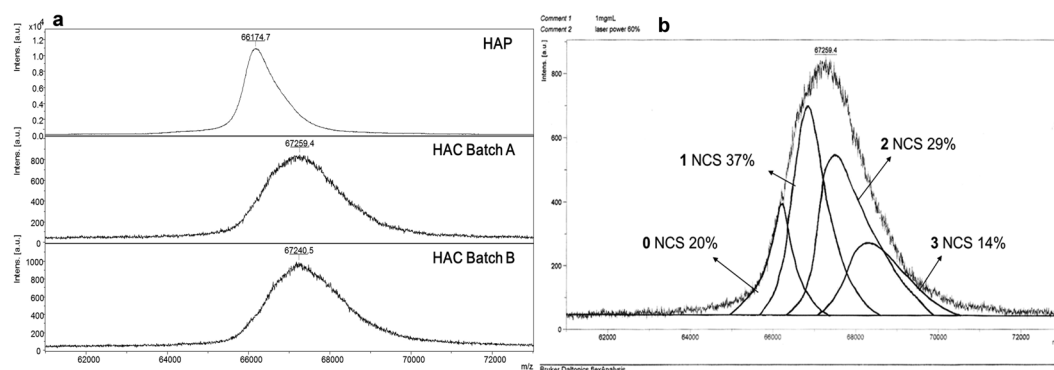 a
x10⁴
66174.7
HAP
Intens. [a.u.]
1.2
1.0
0.8
0.6
0.4
0.2
0.0
67259.4
HAC Batch A
Intens. [a.u.]
800
600
400
200
0
67240.5
HAC Batch B
Intens. [a.u.]
1000
800
600
400
200
0
62000 64000 66000 68000 70000 72000
m/z
b
Comment 1 1mgmL
Comment 2 laser power 60%
Intens. [a.u.]
67259.4
800
600
400
200
0
0 NCS 20%
1 NCS 37%
2 NCS 29%
3 NCS 14%
62000 64000 66000 68000 70000 72000
Bruker Daltonics flexAnalysis